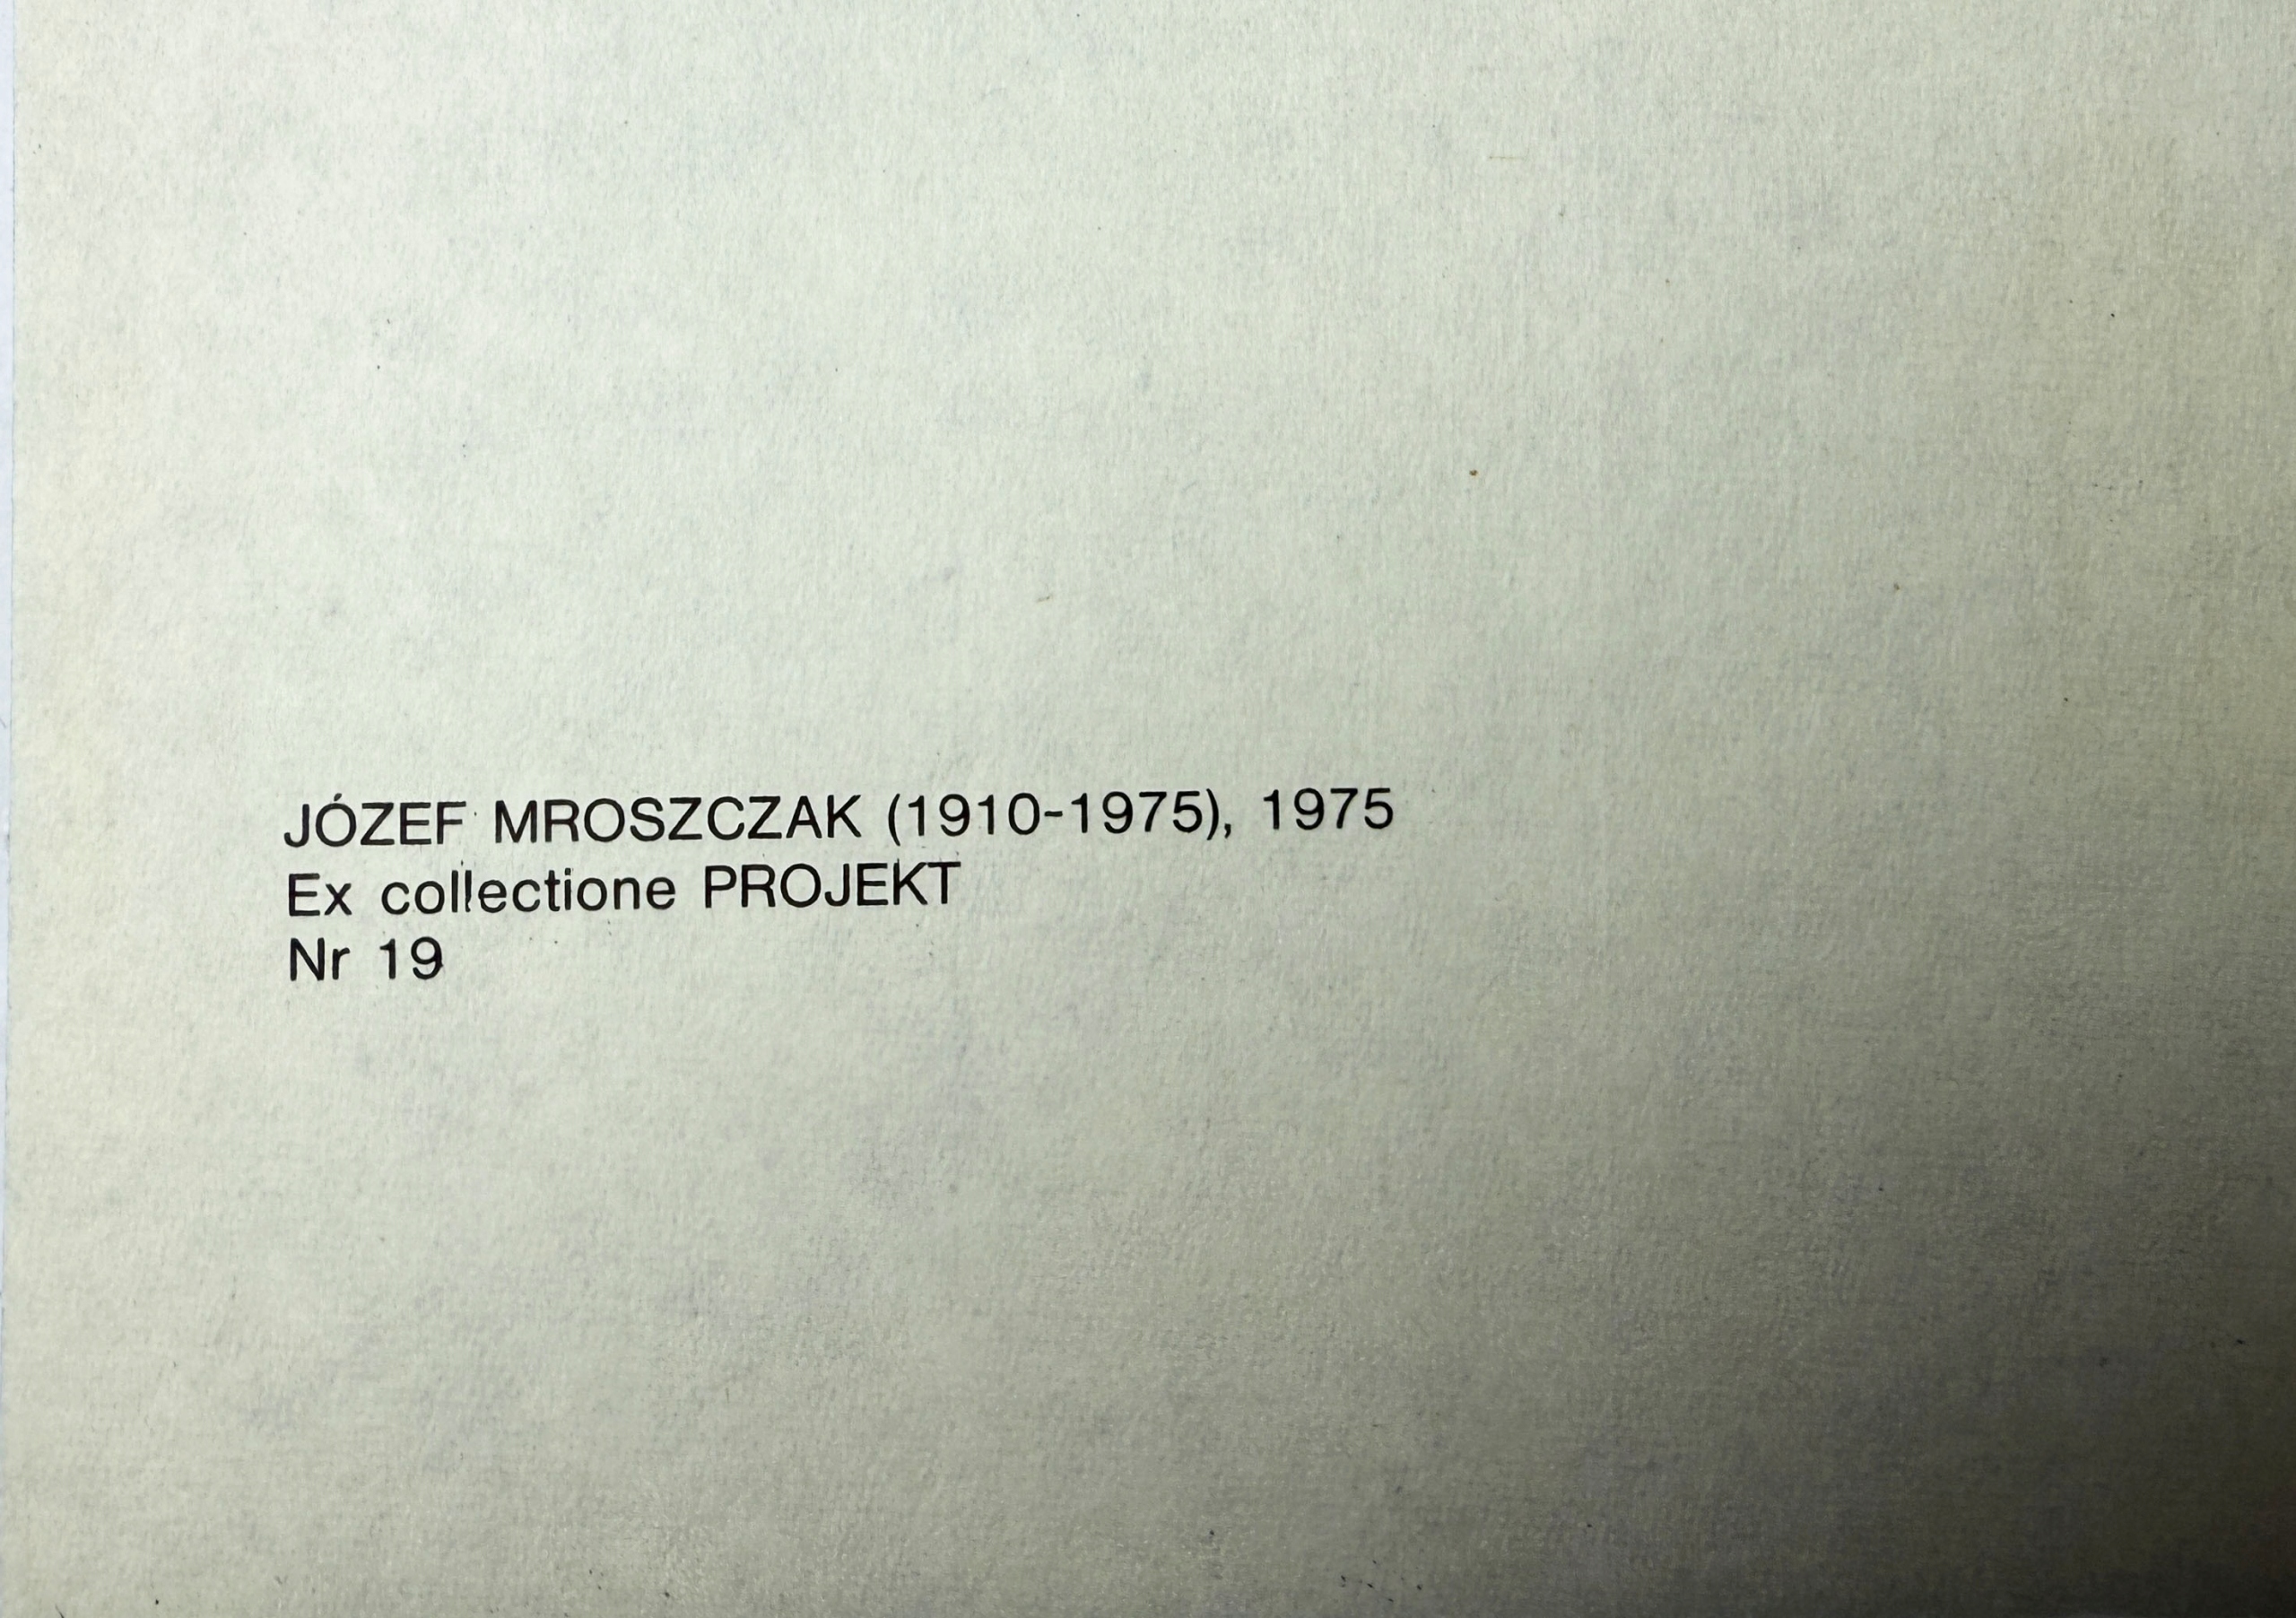 JÓZEF MROSZCZAK (1910-1975), 1975
Ex collectione PROJEKT
Nr 19